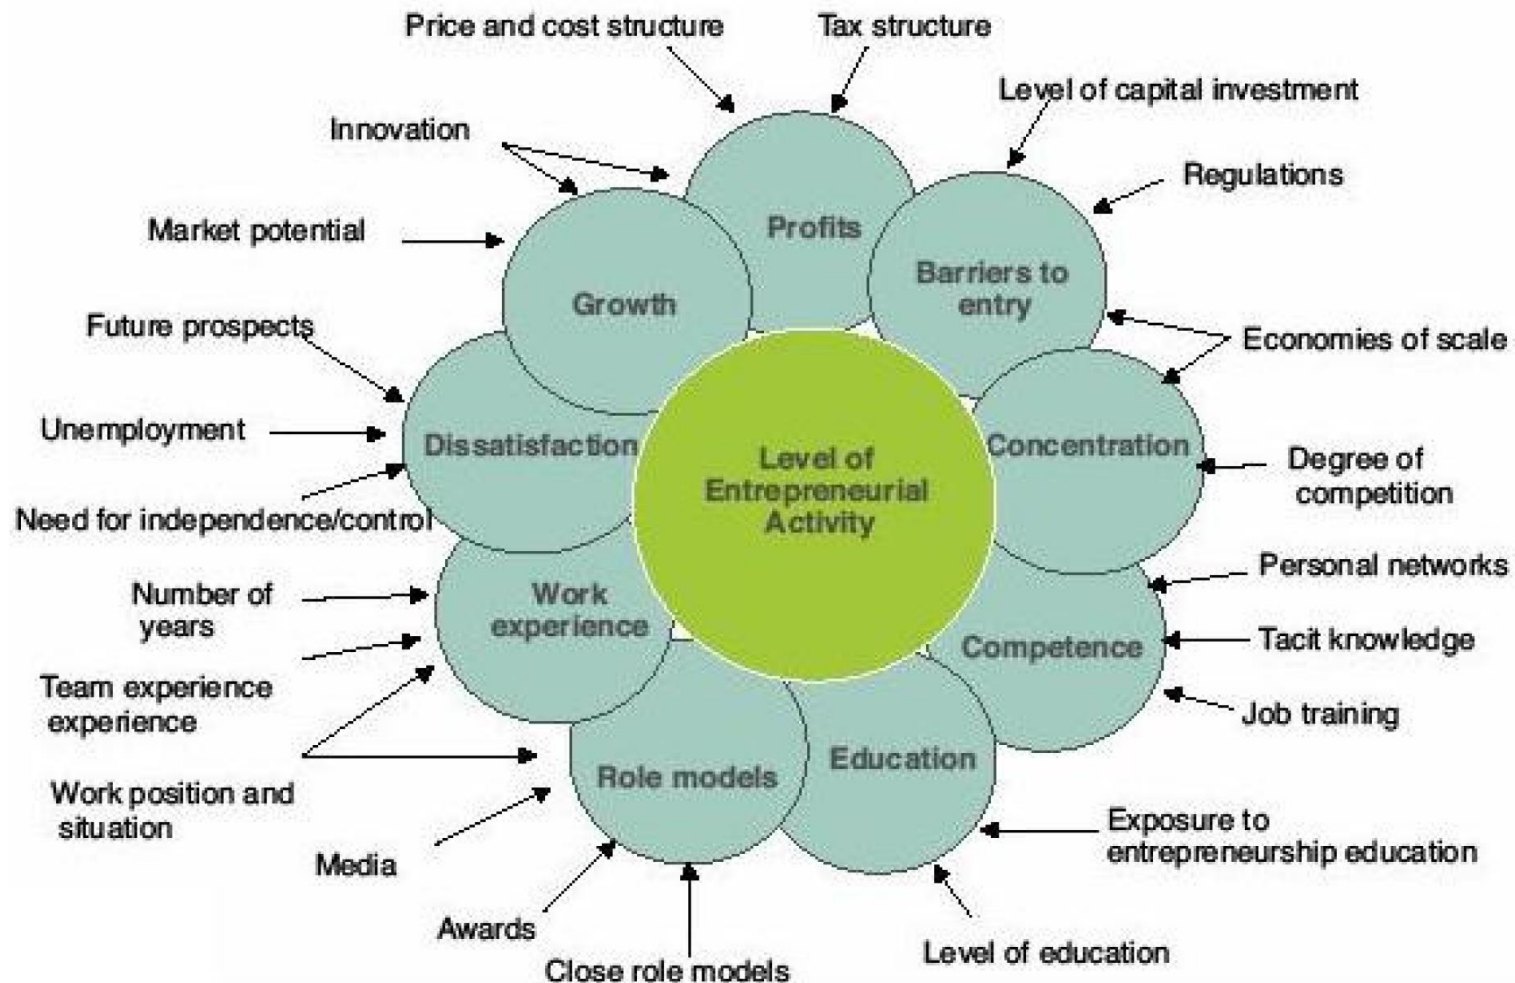 Price and cost structure
Tax structure
Level of capital investment
Innovation
Regulations
Market potential
Profits
Barriers to
entry
Growth
Future prospects
Economies of scale
Unemployment
Dissatisfaction
Level of
Entrepreneurial
Activity
Concentration
Degree of
competition
Need for independence/control
Personal networks
Number of
years
Work
experience
Competence
Tacit knowledge
Team experience
experience
Job training
Role models
Education
Work position and
situation
Exposure to
entrepreneurship education
Media
Awards
Level of education
Close role models